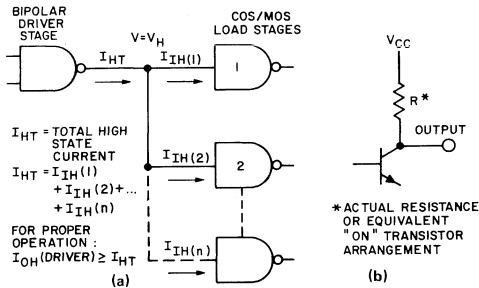 BIPOLAR
DRIVER
STAGE
V=V_H
COS/MOS
LOAD STAGES
I_HT
I_IH(1)
1
I_HT = TOTAL HIGH
STATE
CURRENT
I_HT = I_IH(1)
+ I_IH(2) + ...
+ I_IH(n)
FOR PROPER
OPERATION :
I_OH (DRIVER) ≥ I_HT
I_IH(2)
2
I_IH(n)
n
(a)
V_CC
R*
OUTPUT
* ACTUAL RESISTANCE
OR EQUIVALENT
"ON" TRANSISTOR
ARRANGEMENT
(b)